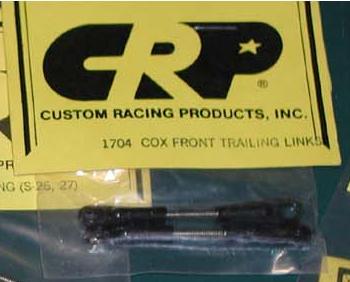 CRP®
CUSTOM RACING PRODUCTS, INC.
1704 COX FRONT TRAILING LINKS
PR
NG (S-26, 27)